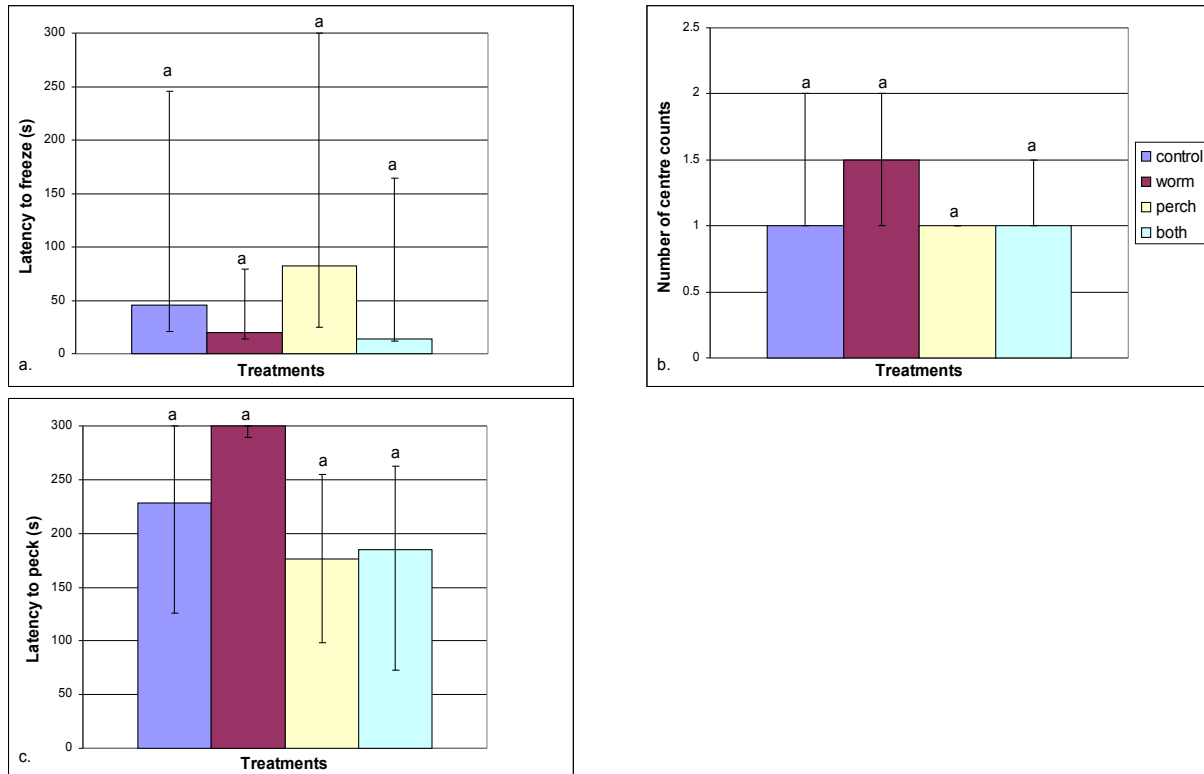 Latency to freeze (s)
300
250
200
150
100
50
0
a
a
a
a
Treatments
a.
Number of centre counts
2.5
2
1.5
1
0.5
0
a
a
a
a
Treatments
b.
control
worm
perch
both
Latency to peck (s)
300
250
200
150
100
50
0
a
a
a
a
Treatments
c.